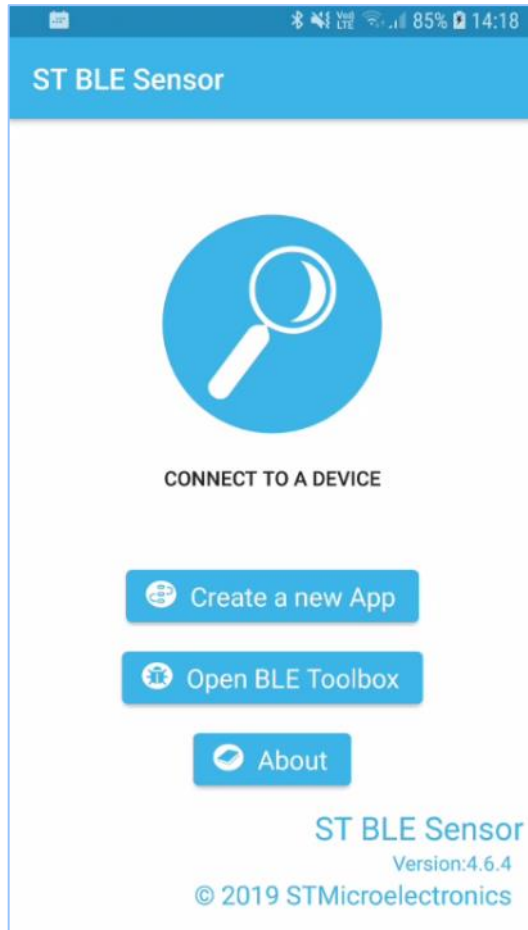 85% 14:18
ST BLE Sensor
CONNECT TO A DEVICE
Create a new App
Open BLE Toolbox
About
ST BLE Sensor
Version:4.6.4
© 2019 STMicroelectronics